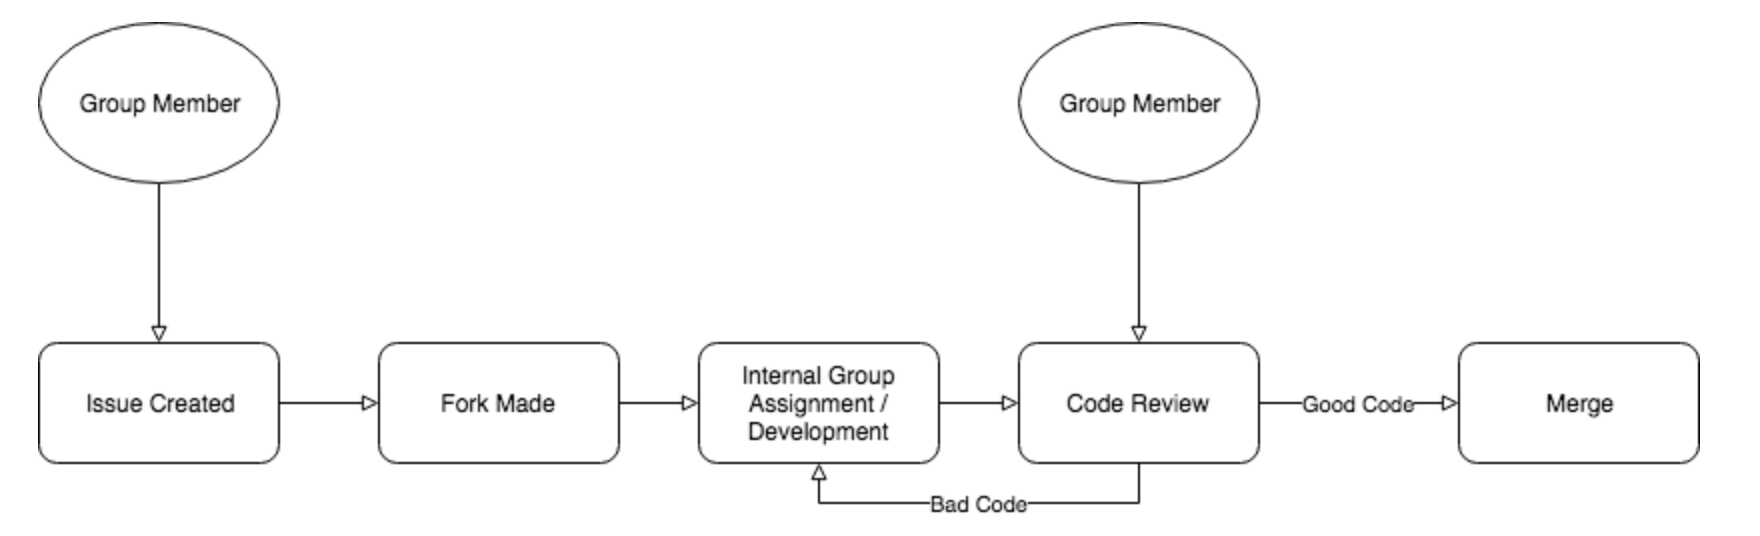 Group Member
Group Member
Issue Created
Fork Made
Internal Group
Assignment /
Development
Code Review
Good Code
Merge
Bad Code